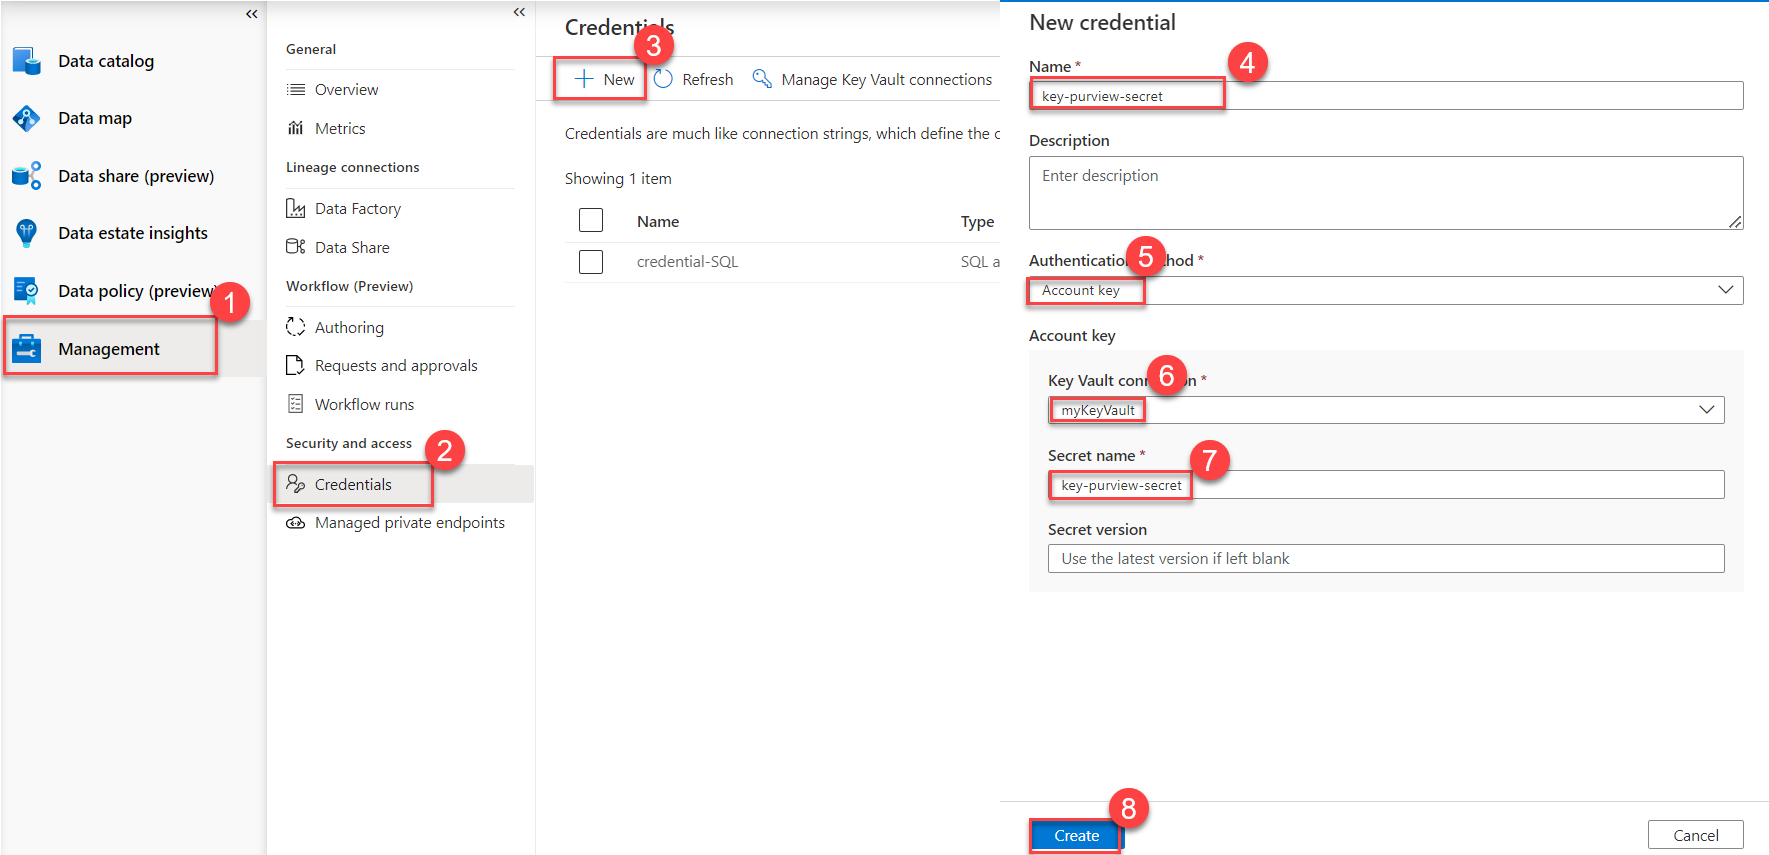 Data catalog
Data map
Data share (preview)
Data estate insights
Data policy (preview)
1
Management
General
Overview
Metrics
Lineage connections
Data Factory
Data Share
Workflow (Preview)
Authoring
Requests and approvals
Workflow runs
Security and access
2
Credentials
Managed private endpoints
Credentials
3
New
Refresh
Manage Key Vault connections
Credentials are much like connection strings, which define the c
Showing 1 item
Name
Type
credential-SQL
SQL a
New credential
Name *
4
key-purview-secret
Description
Enter description
Authentication method *
5
Account key
Account key
Key Vault connection *
6
myKeyVault
Secret name *
7
key-purview-secret
Secret version
Use the latest version if left blank
8
Create
Cancel